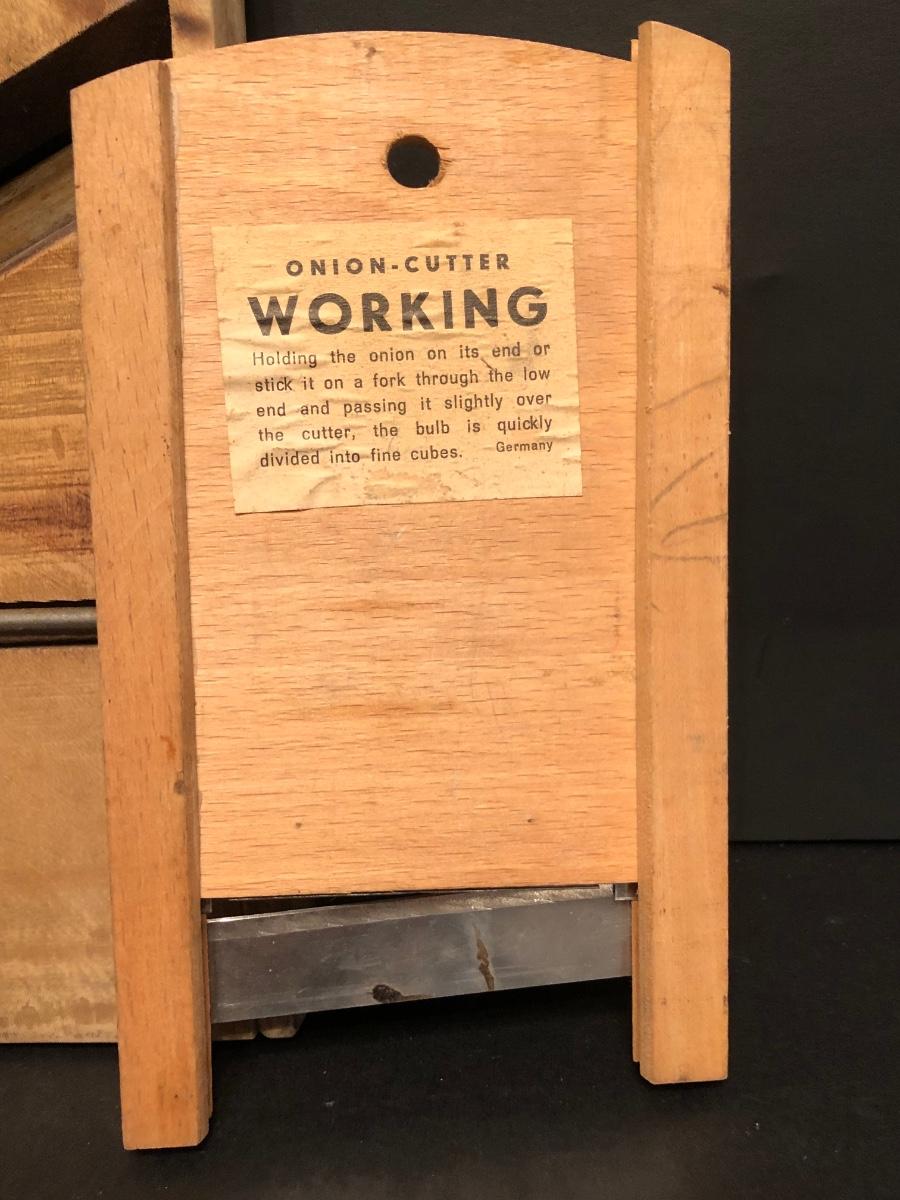 ONION-CUTTER
WORKING
Holding the onion on its end or
stick it on a fork through the low
end and passing it slightly over
the cutter, the bulb is quickly
divided into fine cubes. Germany